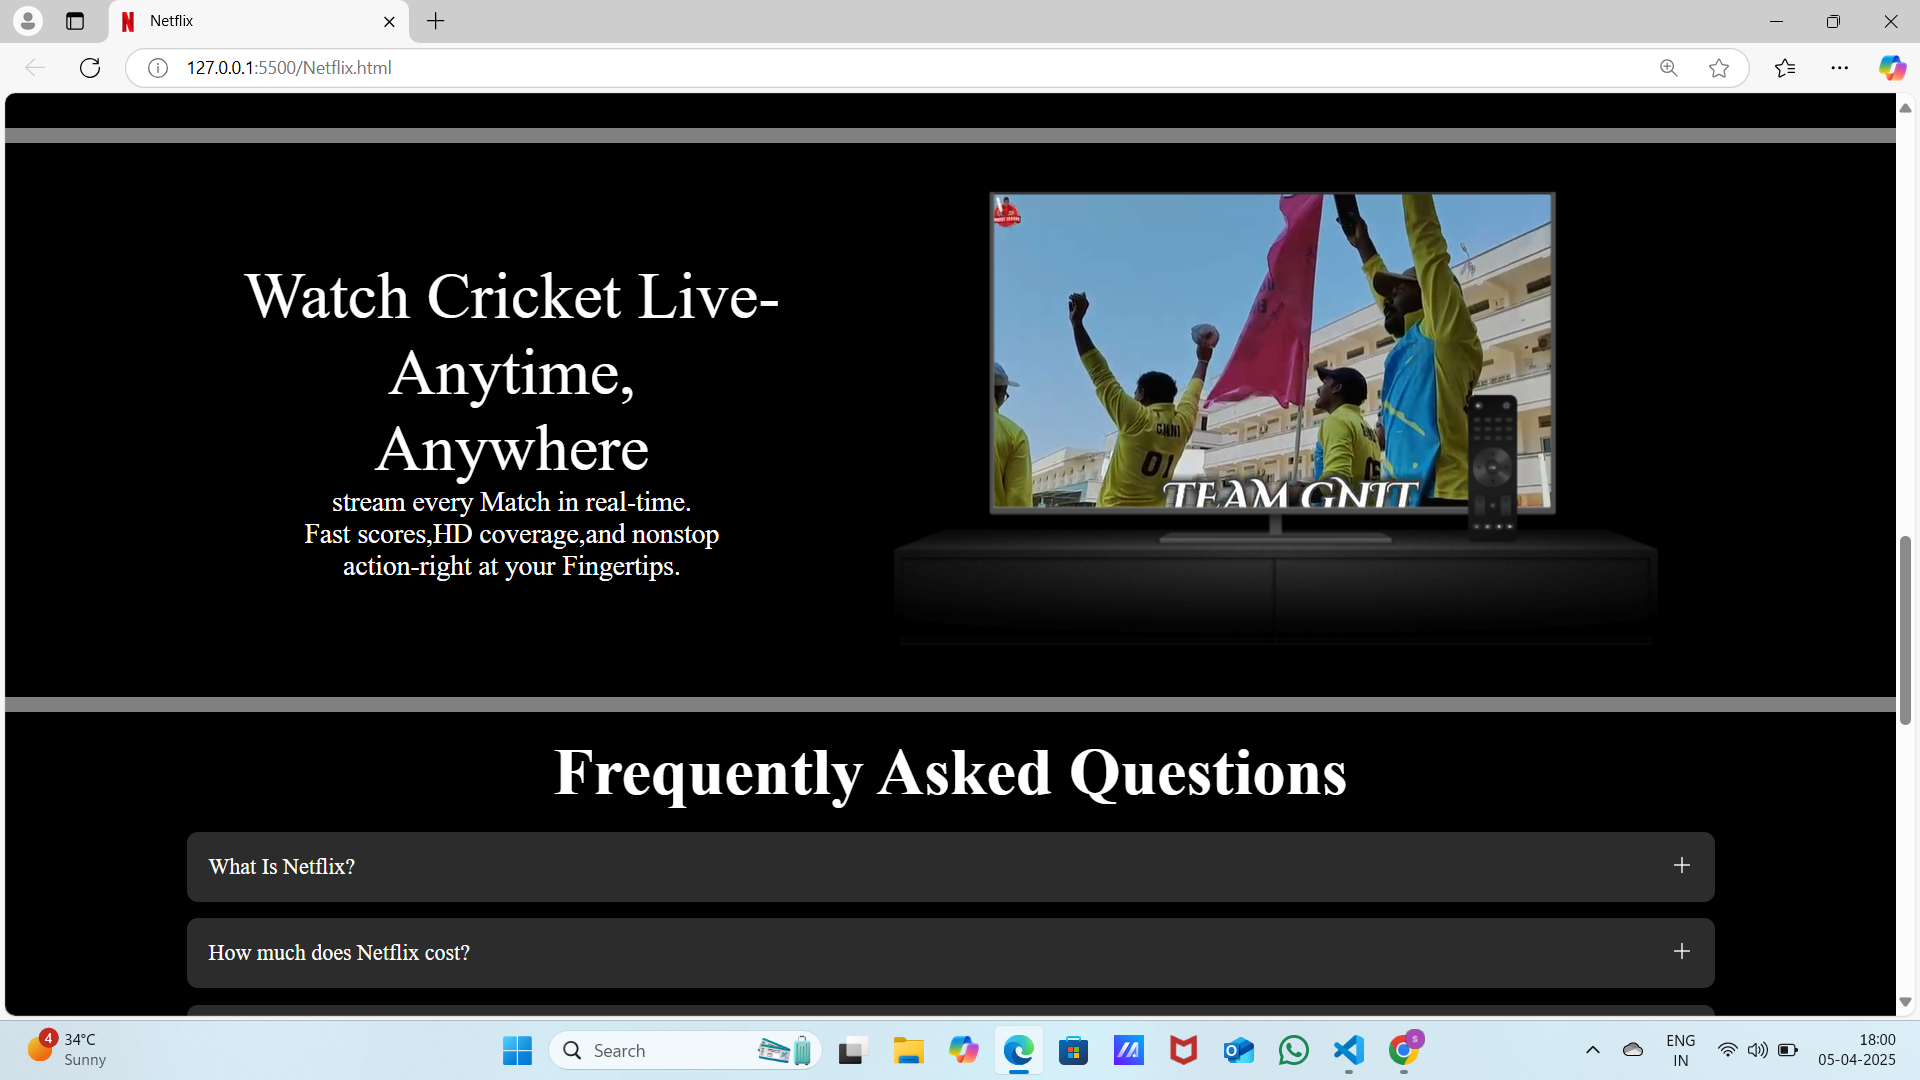 Netflix
127.0.0.1:5500/Netflix.html
Watch Cricket Live-
Anytime,
Anywhere
stream every Match in real-time.
Fast scores,HD coverage,and nonstop
action-right at your Fingertips.
01
TEAM GNIT
Frequently Asked Questions
What Is Netflix?
+
How much does Netflix cost?
+
4
34°C
Sunny
Search
ENG
IN
18:00
05-04-2025